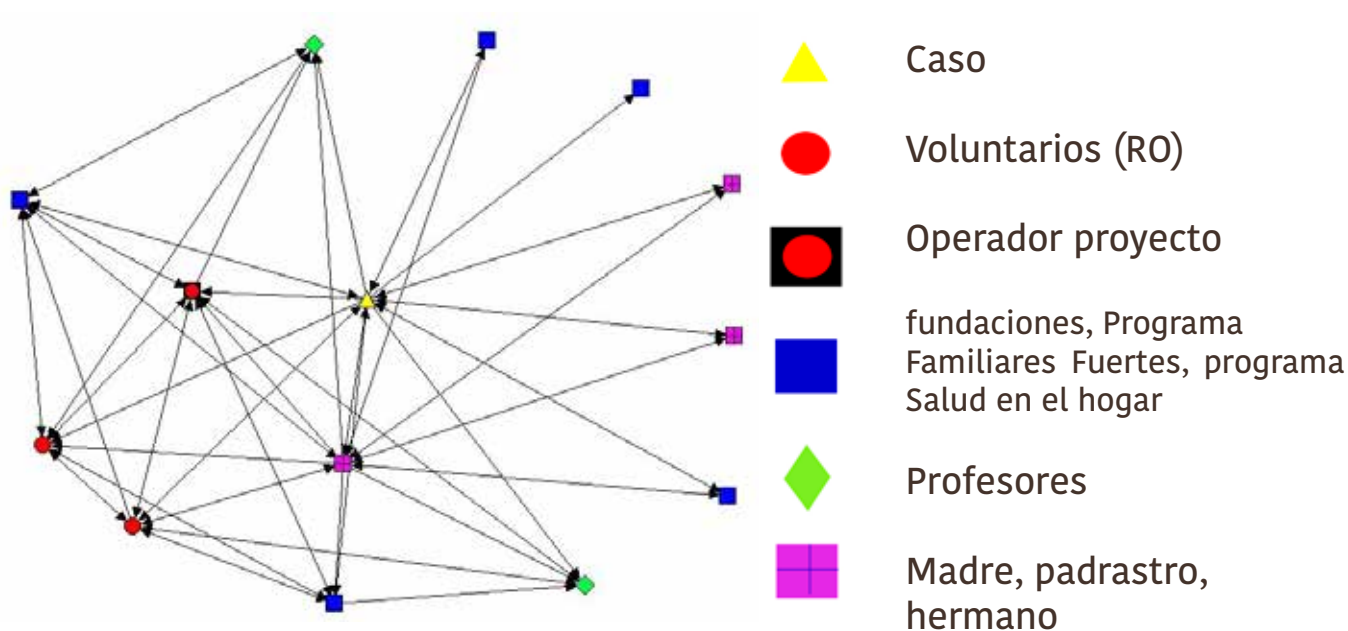 Caso
Voluntarios (RO)
Operador proyecto
fundaciones, Programa
Familiares Fuertes, programa
Salud en el hogar
Profesores
Madre, padrastro,
hermano